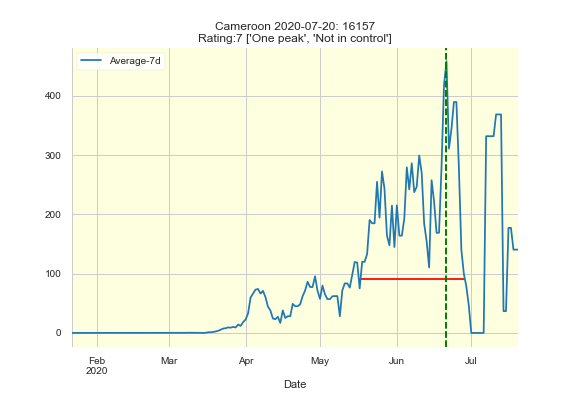 Cameroon 2020-07-20: 16157
Rating:7 ['One peak', 'Not in control']
Average-7d
400
300
200
100
0
Feb Mar Apr May Jun Jul
2020
Date